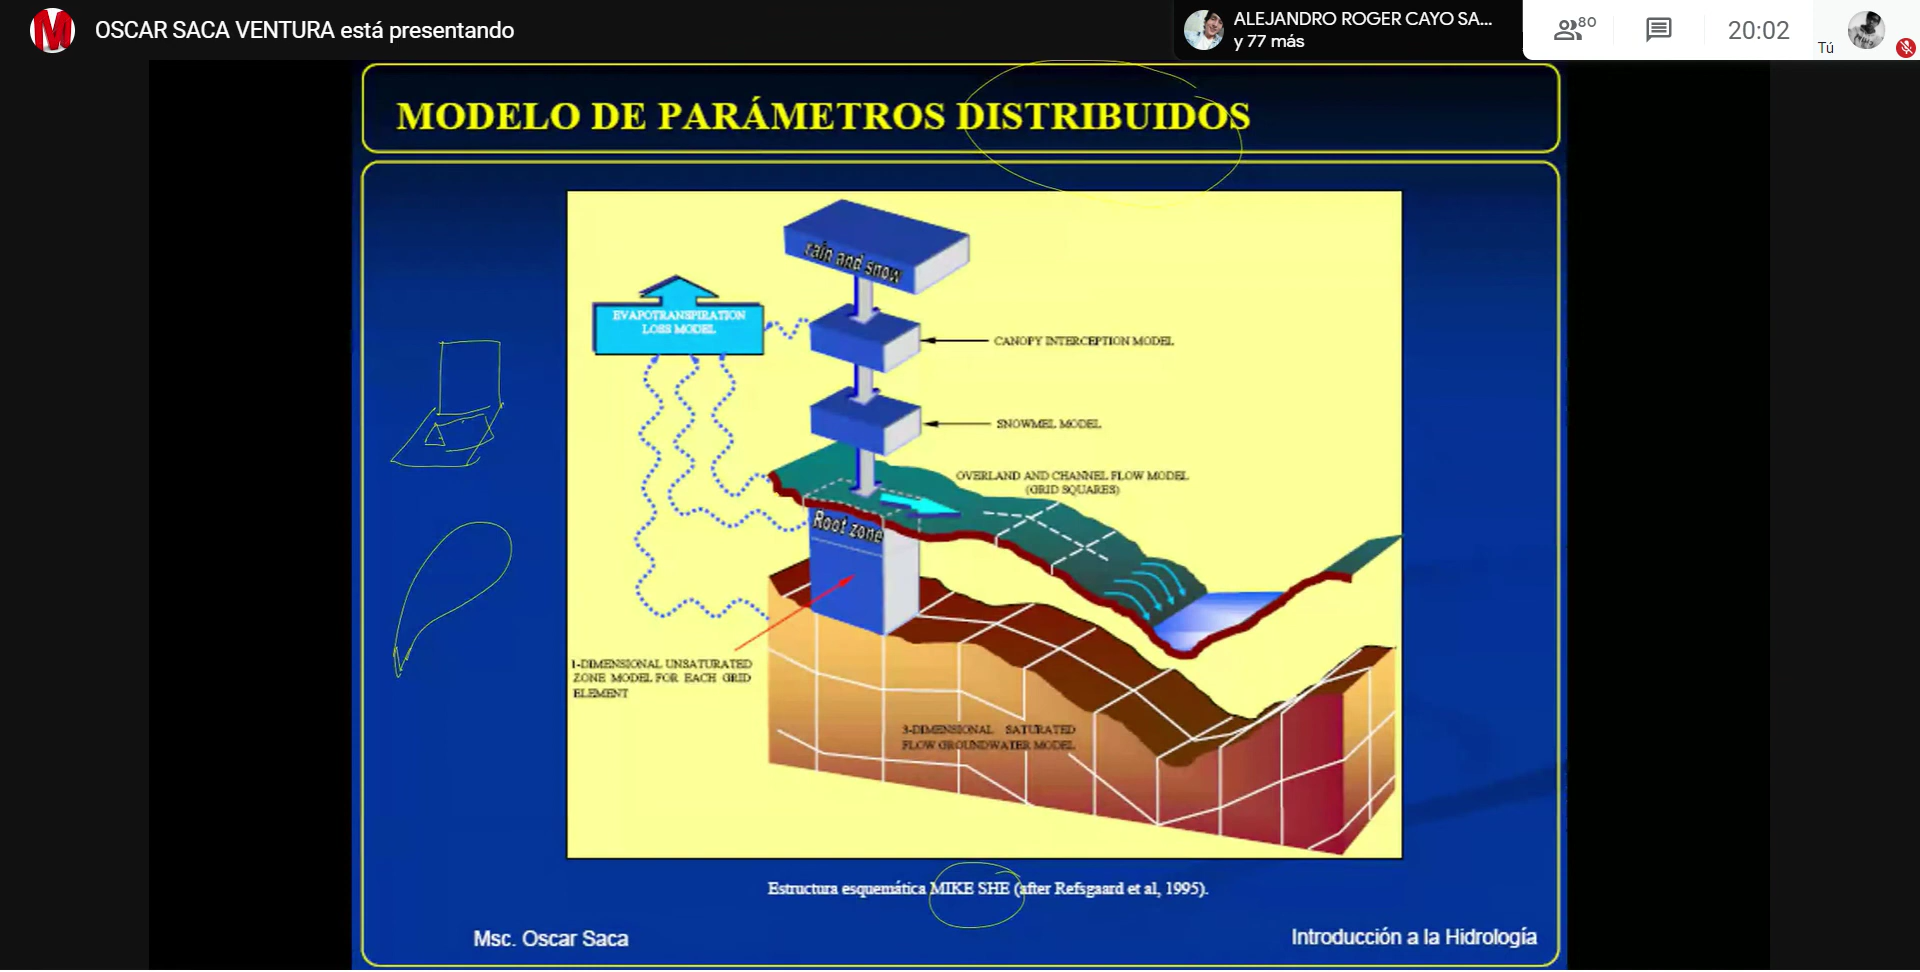 M OSCAR SACA VENTURA está presentando
ALEJANDRO ROGER CAYO SA...
y 77 más
80
20:02
Tú
MODELO DE PARÁMETROS DISTRIBUIDOS
rain and snow
EVAPOTRANSPIRATION
LOSS MODEL
CANOPY INTERCEPTION MODEL
SNOWMEL MODEL
OVERLAND AND CHANNEL FLOW MODEL
(GRID SQUARES)
Root zone
1-DIMENSIONAL UNSATURATED
ZONE MODEL FOR EACH GRID
ELEMENT
3-DIMENSIONAL SATURATED
FLOW GROUNDWATER MODEL
Estructura esquemática MIKE SHE (after Refsgaard et al, 1995).
Msc. Oscar Saca
Introducción a la Hidrología